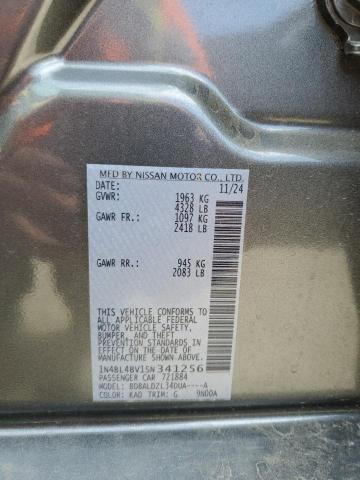 MFD BY NISSAN MOTOR CO., LTD.
DATE: 11/24
GVWR: 1963 KG
4328 LB
GAWR FR.: 1097 KG
2418 LB
GAWR RR.: 945 KG
2083 LB
THIS VEHICLE CONFORMS TO
ALL APPLICABLE FEDERAL
MOTOR VEHICLE SAFETY,
BUMPER, AND THEFT
PREVENTION STANDARDS IN
EFFECT ON THE DATE OF
MANUFACTURE SHOWN ABOVE.
1N4BL4BV1SN341256
PASSENGER CAR 721884
MODEL: BDBALDZL34DUA----A
COLOR: KAD TRIM: G 9N00A